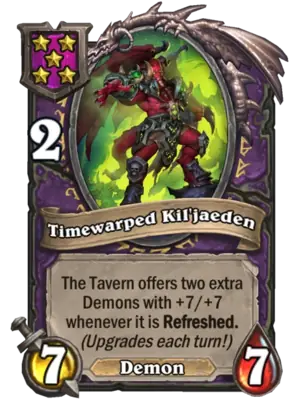 2
Timewarped Kil'jaeden
The Tavern offers two extra
Demons with +7/+7
whenever it is Refreshed.
(Upgrades each turn!)
7
Demon
7